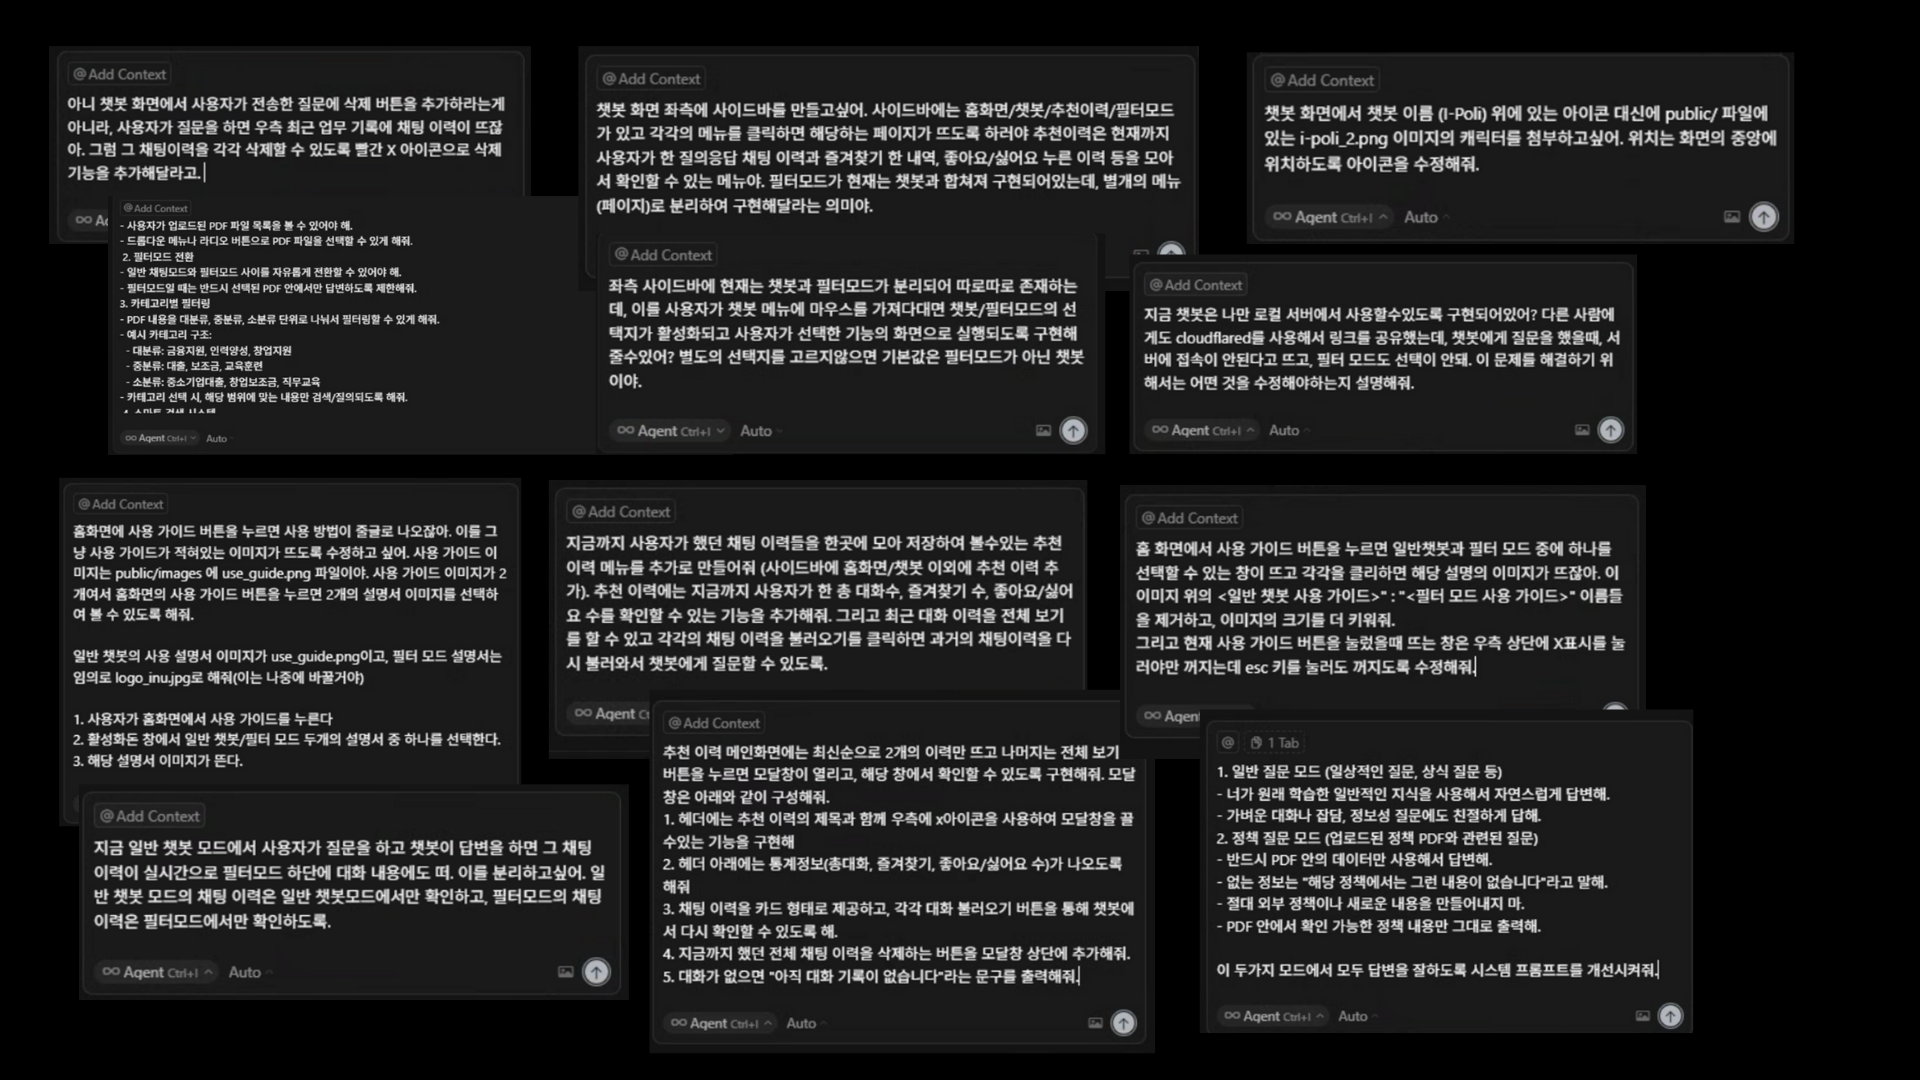 @Add Context
아니 챗봇 화면에서 사용자가 전송한 질문에 삭제 버튼을 추가하라는게
아니라, 사용자가 질문을 하면 우측 최근 업무 기록에 채팅 이력이 뜨잖
아. 그럼 그 채팅이력을 각각 삭제할 수 있도록 빨간 X 아이콘으로 삭제
기능을 추가해달라고.
@Add Context
- 사용자가 업로드된 PDF 파일 목록을 볼 수 있어야 해.
- 드롭다운 메뉴나 라디오 버튼으로 PDF 파일을 선택할 수 있게 해줘.
2. 필터모드 전환
- 일반 채팅모드와 필터모드 사이를 자유롭게 전환할 수 있어야 해.
- 필터모드일 때는 반드시 선택된 PDF 안에서만 답변하도록 제한해줘.
3. 카테고리별 필터링
- PDF 내용을 대분류, 중분류, 소분류 단위로 나눠서 필터링할 수 있게 해줘.
- 예시 카테고리 구조:
- 대분류: 금융지원, 인력양성, 창업지원
- 중분류: 대출, 보조금, 교육훈련
- 소분류: 중소기업대출, 창업보조금, 직무교육
- 카테고리 선택 시, 해당 범위에 맞는 내용만 검색/질의되도록 해줘.
4. 스마트 검색 시스템
Agent Ctrl+I Auto
@Add Context
챗봇 화면 좌측에 사이드바를 만들고싶어. 사이드바에는 홈화면/챗봇/추천이력/필터모드
가 있고 각각의 메뉴를 클릭하면 해당하는 페이지가 뜨도록 하러야 추천이력은 현재까지
사용자가 한 질의응답 채팅 이력과 즐겨찾기 한 내역, 좋아요/싫어요 누른 이력 등을 모아
서 확인할 수 있는 메뉴야. 필터모드가 현재는 챗봇과 합쳐져 구현되어있는데, 별개의 메뉴
(페이지)로 분리하여 구현해달라는 의미야.
@Add Context
좌측 사이드바에 현재는 챗봇과 필터모드가 분리되어 따로따로 존재하는
데, 이를 사용자가 챗봇 메뉴에 마우스를 가져다대면 챗봇/필터모드의 선
택지가 활성화되고 사용자가 선택한 기능의 화면으로 실행되도록 구현해
줄수있어? 별도의 선택지를 고르지않으면 기본값은 필터모드가 아닌 챗봇
이야.
Agent Ctrl+I Auto
@Add Context
챗봇 화면에서 챗봇 이름 (I-Poli) 위에 있는 아이콘 대신에 public/ 파일에
있는 i-poli_2.png 이미지의 캐릭터를 첨부하고싶어. 위치는 화면의 중앙에
위치하도록 아이콘을 수정해줘.
Agent Ctrl+I Auto
@Add Context
지금 챗봇은 나만 로컬 서버에서 사용할수있도록 구현되어있어? 다른 사람에
게도 cloudflared를 사용해서 링크를 공유했는데, 챗봇에게 질문을 했을때, 서
버에 접속이 안된다고 뜨고, 필터 모드도 선택이 안돼. 이 문제를 해결하기 위
해서는 어떤 것을 수정해야하는지 설명해줘.
Agent Ctrl+I Auto
@Add Context
홈화면에 사용 가이드 버튼을 누르면 사용 방법이 줄글로 나오잖아. 이를 그
냥 사용 가이드가 적혀있는 이미지가 뜨도록 수정하고 싶어. 사용 가이드 이
미지는 public/images 에 use_guide.png 파일이야. 사용 가이드 이미지가 2
개여서 홈화면의 사용 가이드 버튼을 누르면 2개의 설명서 이미지를 선택하
여 볼 수 있도록 해줘.
일반 챗봇의 사용 설명서 이미지가 use_guide.png이고, 필터 모드 설명서는
임의로 logo_inu.jpg로 해줘(이는 나중에 바꿀거야)
1. 사용자가 홈화면에서 사용 가이드를 누른다
2. 활성화돈 창에서 일반 챗봇/필터 모드 두개의 설명서 중 하나를 선택한다.
3. 해당 설명서 이미지가 뜬다.
@Add Context
지금 일반 챗봇 모드에서 사용자가 질문을 하고 챗봇이 답변을 하면 그 채팅
이력이 실시간으로 필터모드 하단에 대화 내용에도 떠. 이를 분리하고싶어. 일
반 챗봇 모드의 채팅 이력은 일반 챗봇모드에서만 확인하고, 필터모드의 채팅
이력은 필터모드에서만 확인하도록.
Agent Ctrl+I Auto
@Add Context
지금까지 사용자가 했던 채팅 이력들을 한곳에 모아 저장하여 볼수있는 추천
이력 메뉴를 추가로 만들어줘 (사이드바에 홈화면/챗봇 이외에 추천 이력 추
가). 추천 이력에는 지금까지 사용자가 한 총 대화수, 즐겨찾기 수, 좋아요/싫어
요 수를 확인할 수 있는 기능을 추가해줘. 그리고 최근 대화 이력을 전체 보기
를 할 수 있고 각각의 채팅 이력을 불러오기를 클릭하면 과거의 채팅이력을 다
시 불러와서 챗봇에게 질문할 수 있도록.
Agent
@Add Context
추천 이력 메인화면에는 최신순으로 2개의 이력만 뜨고 나머지는 전체 보기
버튼을 누르면 모달창이 열리고, 해당 창에서 확인할 수 있도록 구현해줘. 모달
창은 아래와 같이 구성해줘.
1. 헤더에는 추천 이력의 제목과 함께 우측에 x아이콘을 사용하여 모달창을 끌
수있는 기능을 구현해
2. 헤더 아래에는 통계정보(총대화, 즐겨찾기, 좋아요/싫어요 수)가 나오도록
해줘
3. 채팅 이력을 카드 형태로 제공하고, 각각 대화 불러오기 버튼을 통해 챗봇에
서 다시 확인할 수 있도록 해.
4. 지금까지 했던 전체 채팅 이력을 삭제하는 버튼을 모달창 상단에 추가해줘.
5. 대화가 없으면 "아직 대화 기록이 없습니다"라는 문구를 출력해줘.
Agent Ctrl+I Auto
@Add Context
홈 화면에서 사용 가이드 버튼을 누르면 일반챗봇과 필터 모드 중에 하나를
선택할 수 있는 창이 뜨고 각각을 클리하면 해당 설명의 이미지가 뜨잖아. 이
이미지 위의 <일반 챗봇 사용 가이드>" : "<필터 모드 사용 가이드>" 이름들
을 제거하고, 이미지의 크기를 더 키워줘.
그리고 현재 사용 가이드 버튼을 눌렀을때 뜨는 창은 우측 상단에 X표시를 눌
러야만 꺼지는데 esc 키를 눌러도 꺼지도록 수정해줘.
Agent
@ 1 Tab
1. 일반 질문 모드 (일상적인 질문, 상식 질문 등)
- 너가 원래 학습한 일반적인 지식을 사용해서 자연스럽게 답변해.
- 가벼운 대화나 잡담, 정보성 질문에도 친절하게 답해.
2. 정책 질문 모드 (업로드된 정책 PDF와 관련된 질문)
- 반드시 PDF 안의 데이터만 사용해서 답변해.
- 없는 정보는 "해당 정책에서는 그런 내용이 없습니다"라고 말해.
- 절대 외부 정책이나 새로운 내용을 만들어내지 마.
- PDF 안에서 확인 가능한 정책 내용만 그대로 출력해.
이 두가지 모드에서 모두 답변을 잘하도록 시스템 프롬프트를 개선시켜줘.
Agent Ctrl+I Auto